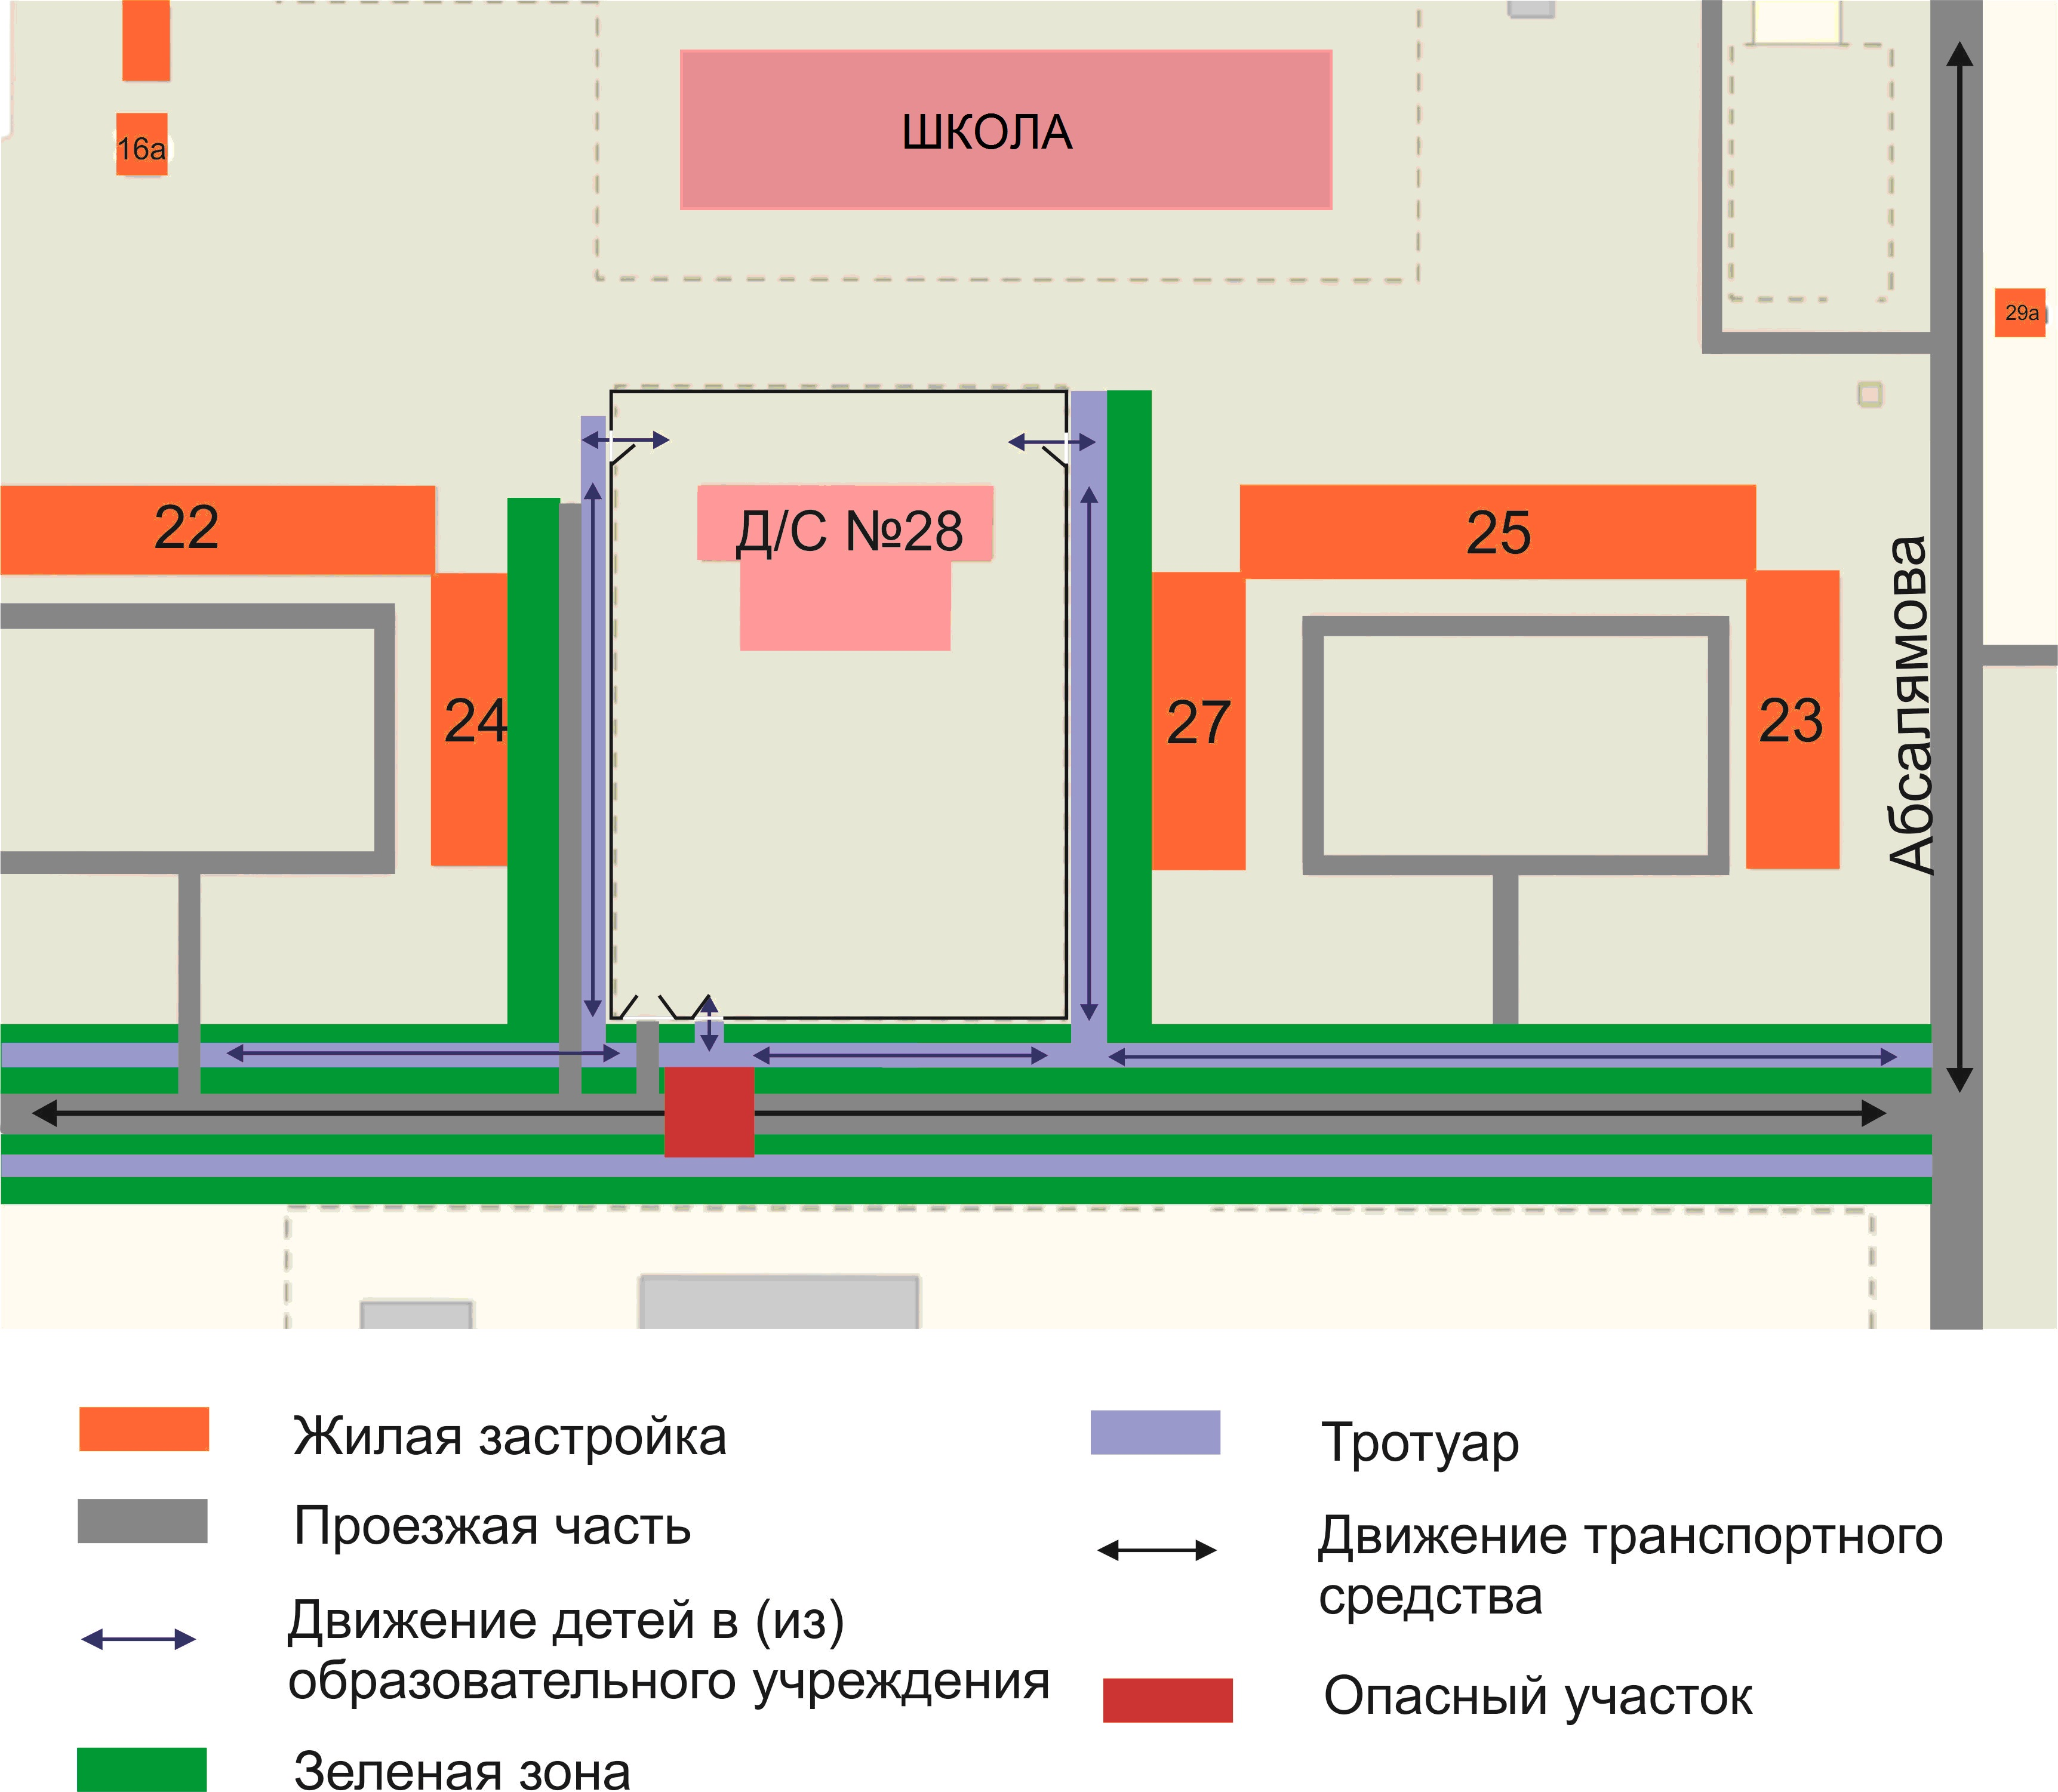 ШКОЛА
16а
29а
22
Д/С №28
25
24
27
23
Абсалямова
Жилая застройка
Тротуар
Проезжая часть
Движение транспортного
средства
Движение детей в (из)
образовательного учреждения
Опасный участок
Зеленая зона